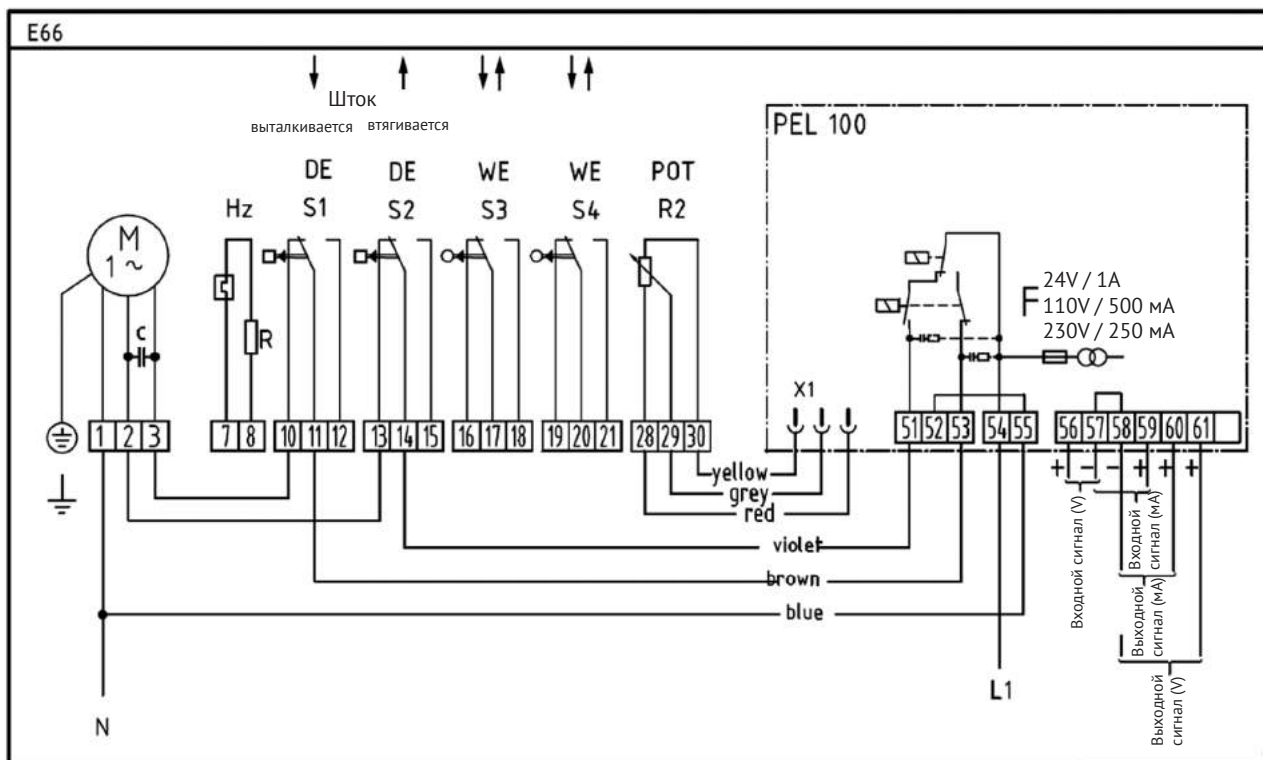 E66
Шток
выталкивается втягивается
PEL 100
DE DE WE WE POT
Hz S1 S2 S3 S4 R2
M
1 ~
C
R
F 24V / 1A
110V / 500 мА
230V / 250 мА
X1
1 2 3 7 8 10 11 12 13 14 15 16 17 18 19 20 21 28 29 30 51 52 53 54 55 56 57 58 59 60 61
+ - - + + +
yellow
grey
red
violet
brown
blue
Входной сигнал (V)
Входной
сигнал (мА)
Выходной
сигнал (мА)
Выходной
сигнал (V)
L1
N